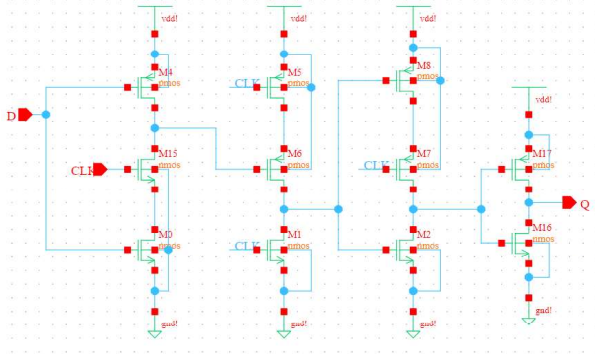 vdd!
vdd!
vdd!
M4
pmos
CLK
M5
pmos
M8
pmos
vdd!
D
CLK
M15
nmos
M6
pmos
CLK
M7
pmos
M17
pmos
Q
M0
nmos
CLK
M1
nmos
M2
nmos
M16
nmos
gnd!
gnd!
gnd!
gnd!